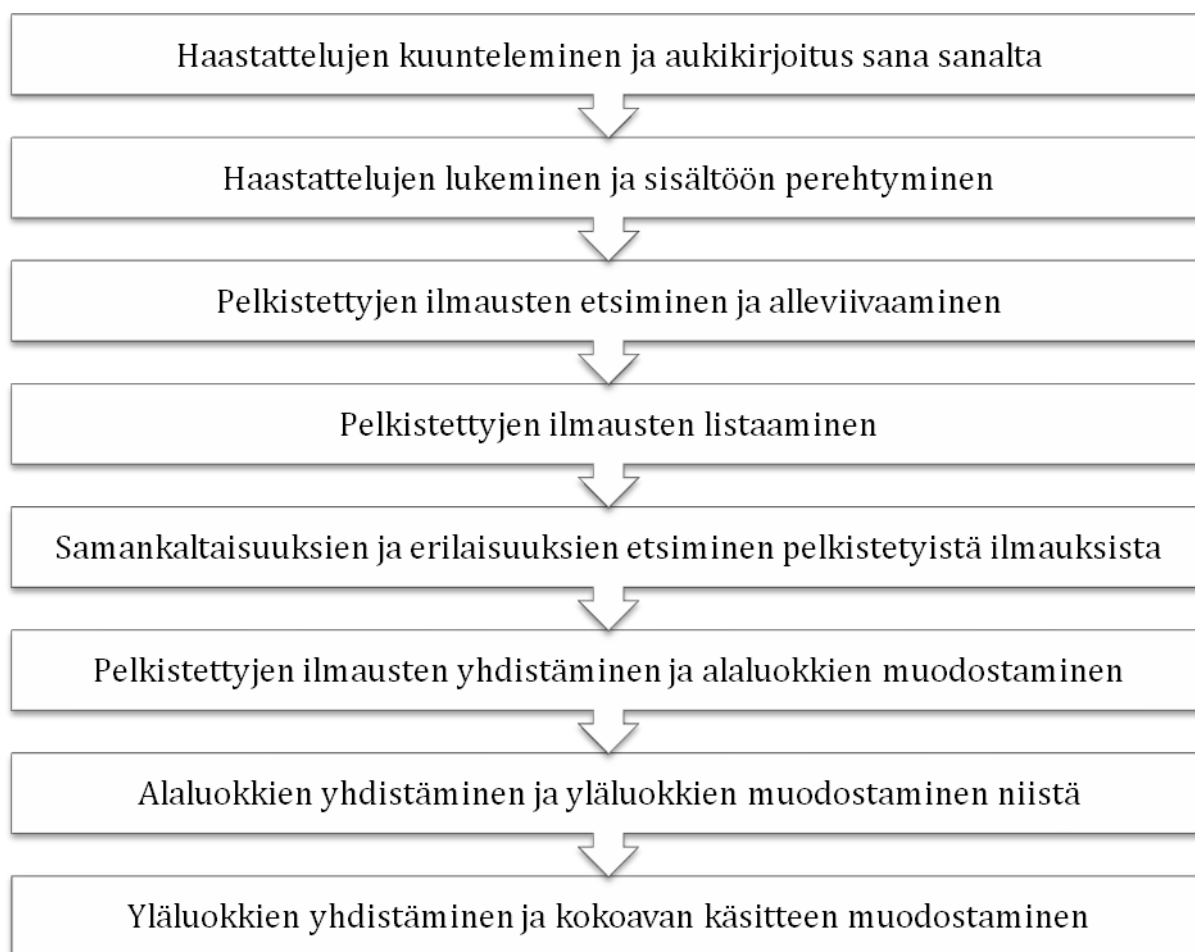 Haastattelujen kuunteleminen ja aukikirjoitus sana sanalta
Haastattelujen lukeminen ja sisältöön perehtyminen
Pelkistettyjen ilmausten etsiminen ja alleviivaaminen
Pelkistettyjen ilmausten listaaminen
Samankaltaisuuksien ja erilaisuuksien etsiminen pelkistetyistä ilmauksista
Pelkistettyjen ilmausten yhdistäminen ja alaluokkien muodostaminen
Alaluokkien yhdistäminen ja yläluokkien muodostaminen niistä
Yläluokkien yhdistäminen ja kokoavan käsitteen muodostaminen